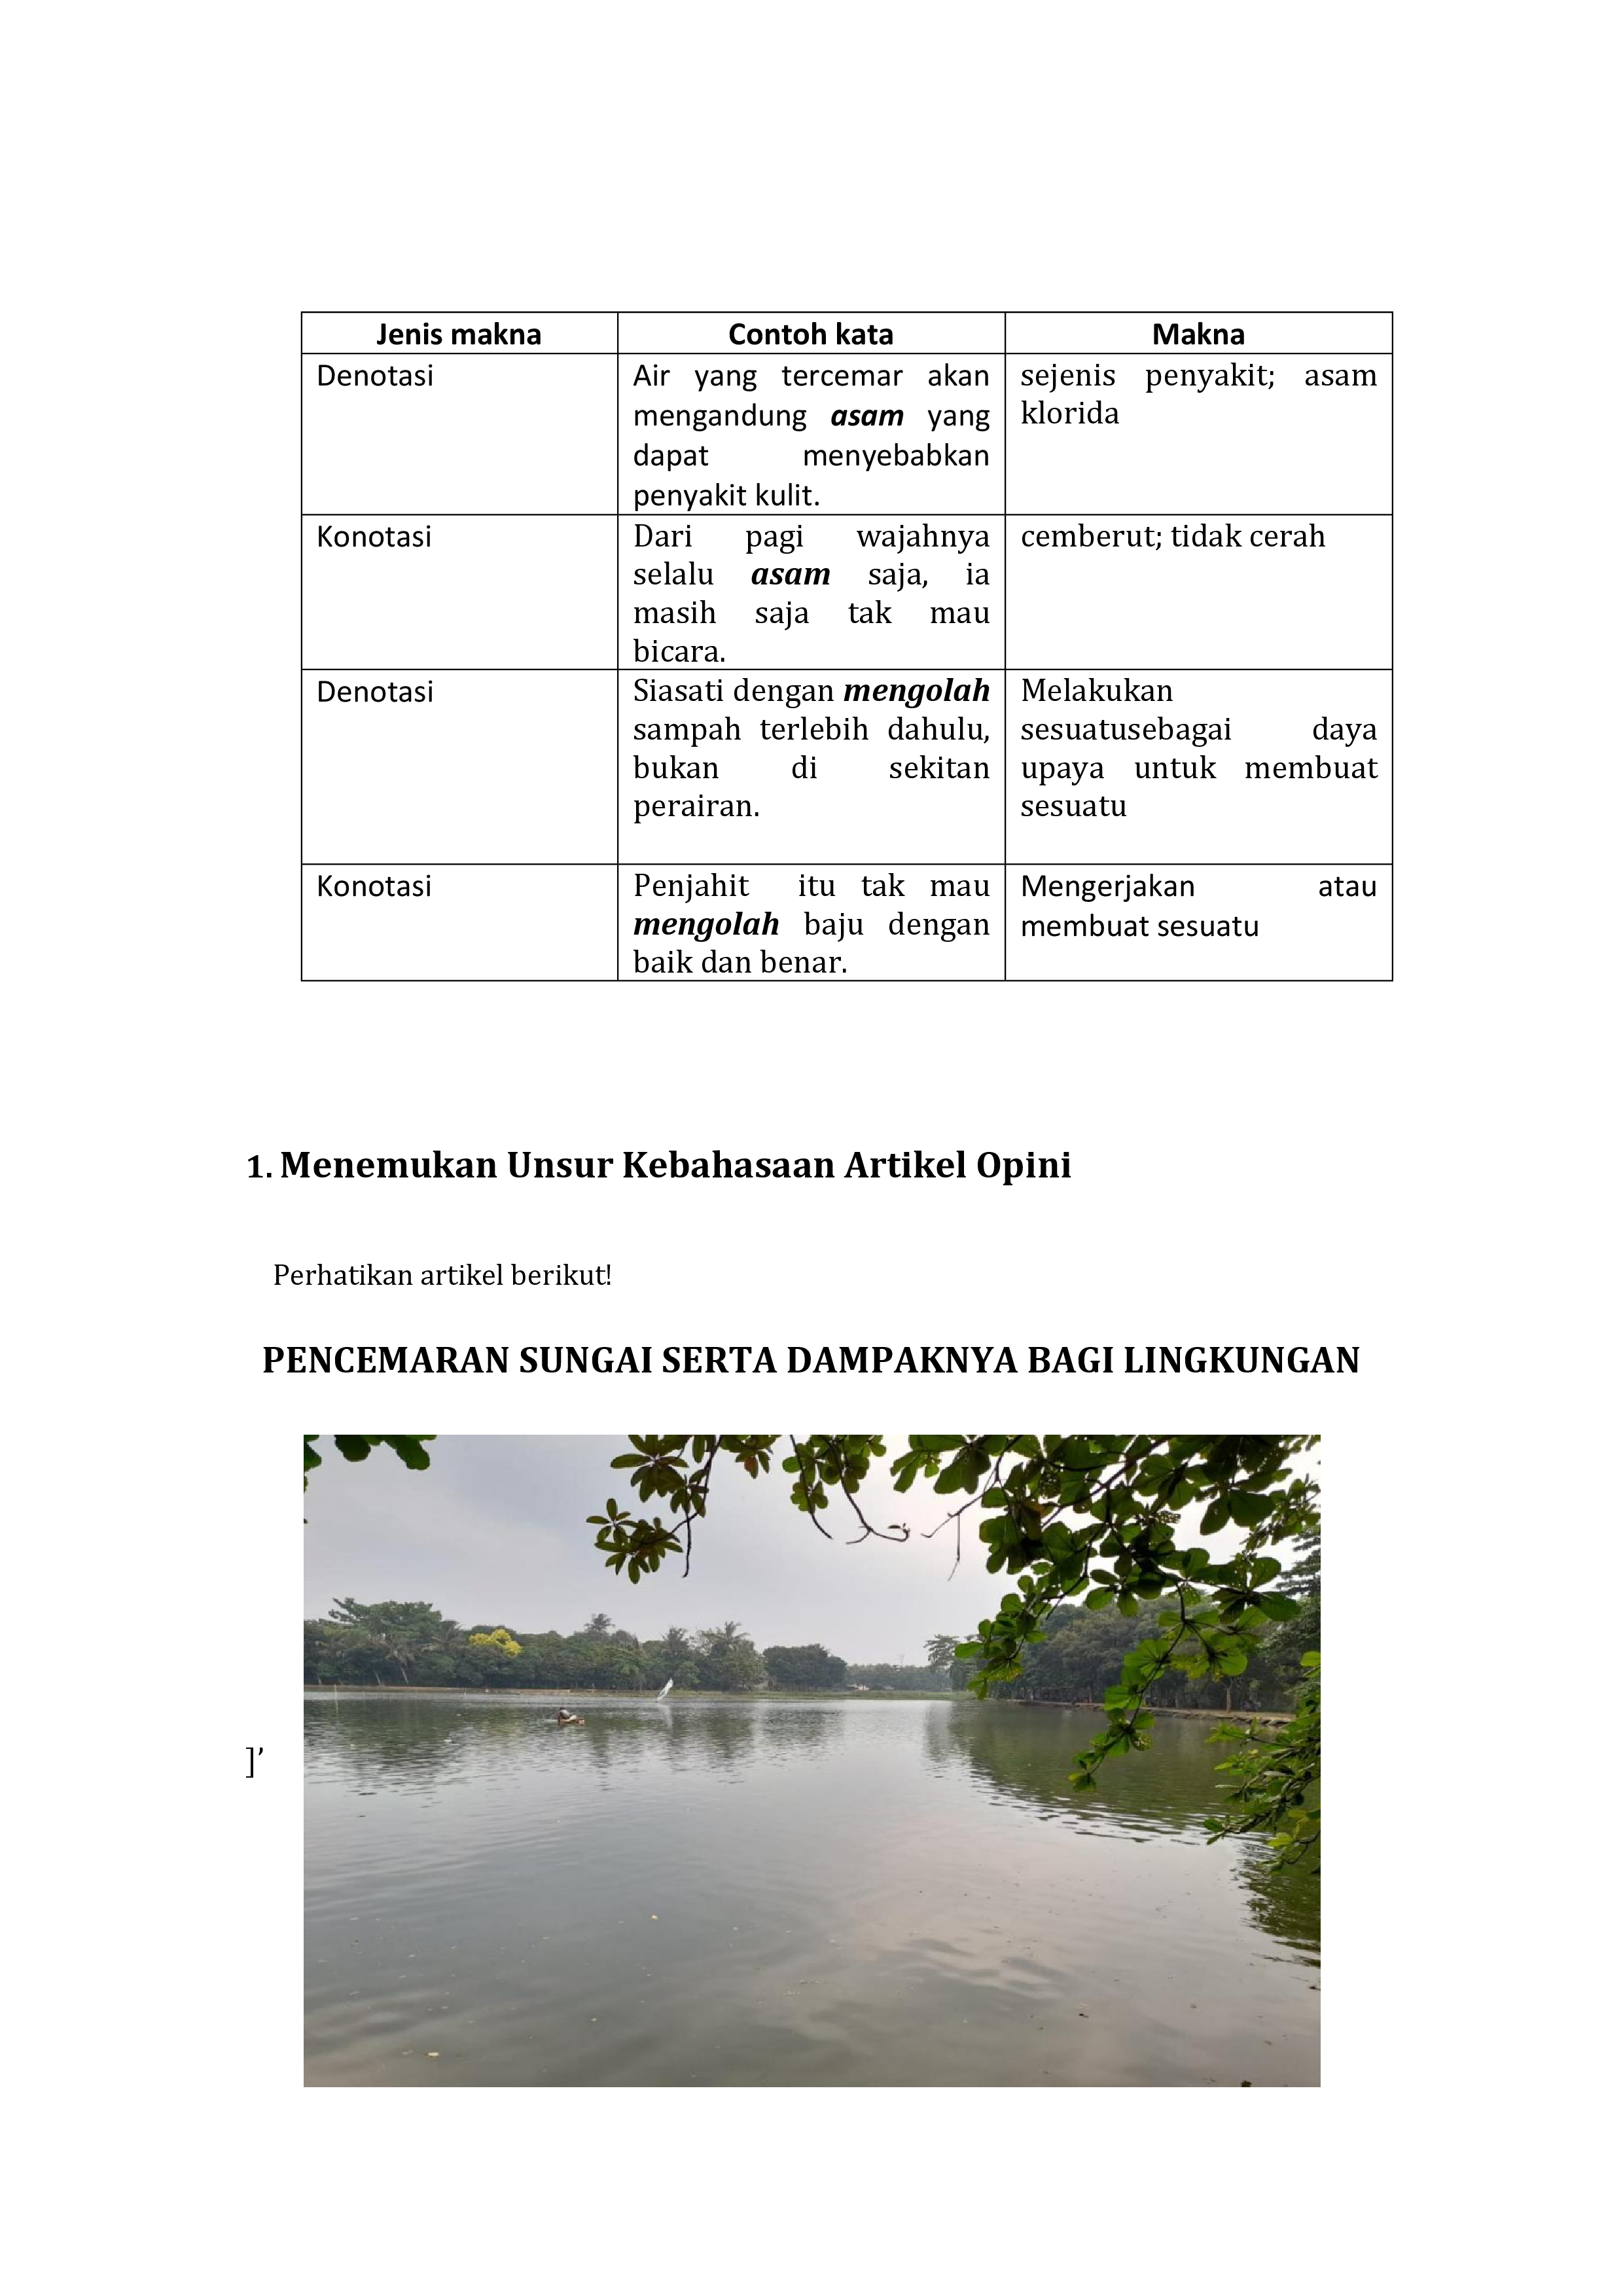 Jenis makna Contoh kata Makna
Denotasi
Air yang tercemar akan
mengandung asam yang
dapat menyebabkan
penyakit kulit.
sejenis penyakit; asam
klorida
Konotasi
Dari pagi wajahnya
selalu asam saja, ia
masih saja tak mau
bicara.
cemberut; tidak cerah
Denotasi
Siasati dengan mengolah
sampah terlebih dahulu,
bukan di sekitan
perairan.
Melakukan
sesuatusebagai daya
upaya untuk membuat
sesuatu
Konotasi
Penjahit itu tak mau
mengolah baju dengan
baik dan benar.
Mengerjakan atau
membuat sesuatu
1. Menemukan Unsur Kebahasaan Artikel Opini
Perhatikan artikel berikut!
PENCEMARAN SUNGAI SERTA DAMPAKNYA BAGI LINGKUNGAN
]’